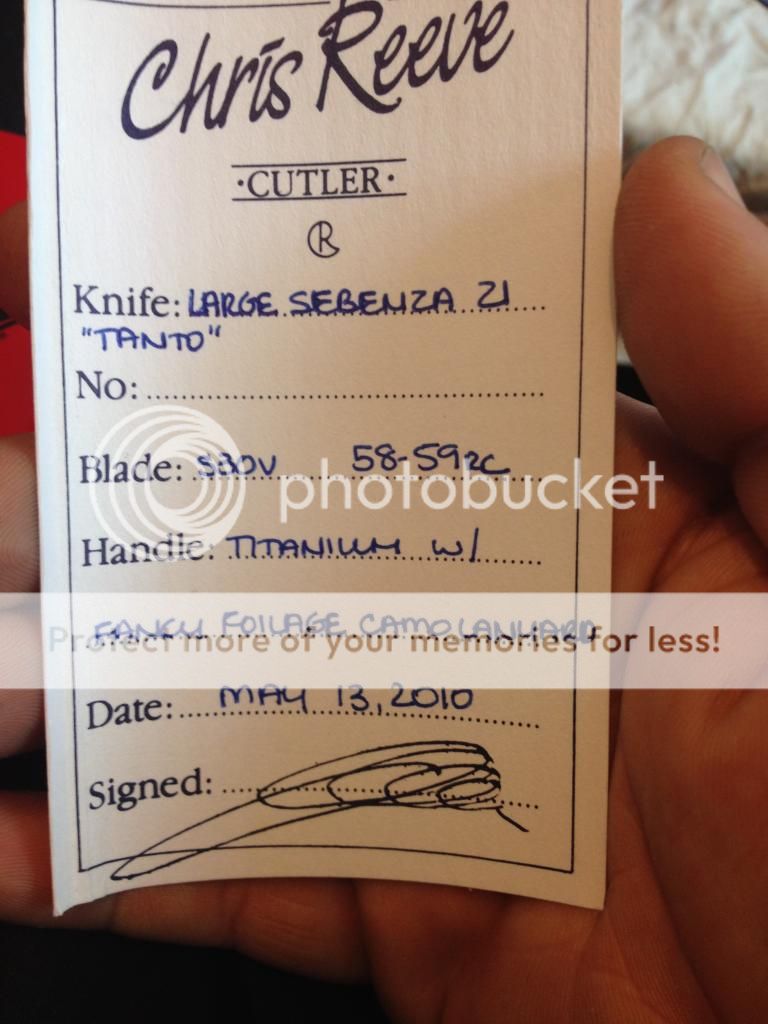 Chris Reeve
·CUTLER·
R
Knife: LARGE SEBENZA 21
"TANTO"
No:
Blade: S30V 58-59RC
photobucket
Handle: TITANIUM W/
FANCY FOILAGE CAMO LANYARD
Protect more of your memories for less!
Date: MAY 13, 2010
Signed: